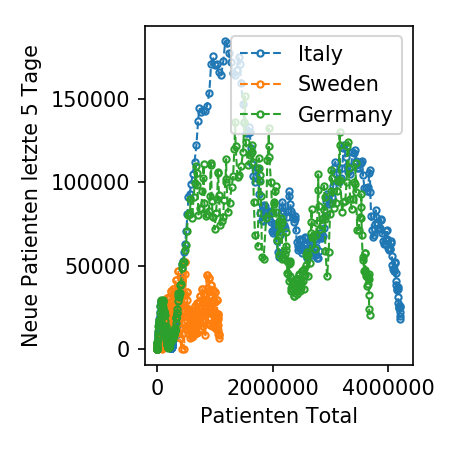 Italy
Sweden
Germany
Neue Patienten letzte 5 Tage
150000
100000
50000
0
0 2000000 4000000
Patienten Total